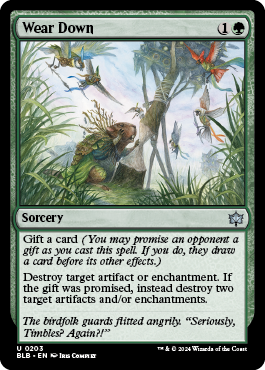 Wear Down 1
Sorcery
Gift a card (You may promise an opponent
a gift as you cast this spell. If you do, they draw
a card before its other effects.)
Destroy target artifact or enchantment. If
the gift was promised, instead destroy two
target artifacts and/or enchantments.
The birdfolk guards flitted angrily. “Seriously,
Timbles? Again?!”
U 0203
BLB • EN Iris Compiet
™ & © 2024 Wizards of the Coast